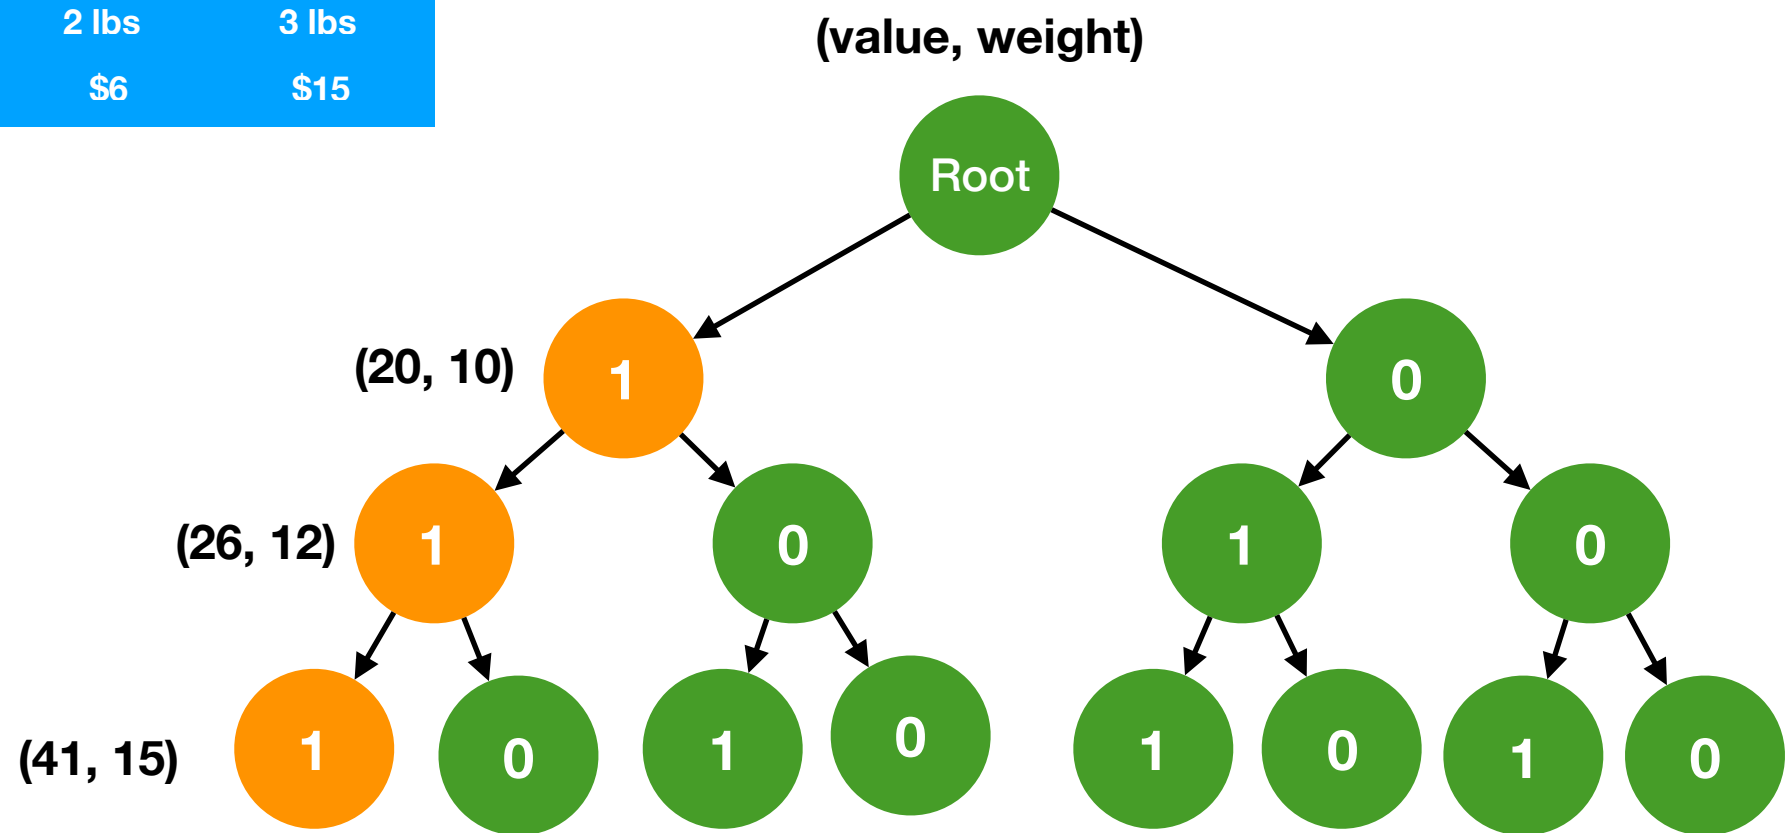 2 lbs 3 lbs
$6 $15
(value, weight)
Root
(20, 10) 1 0
(26, 12) 1 0 1 0
(41, 15) 1 0 1 0 1 0 1 0